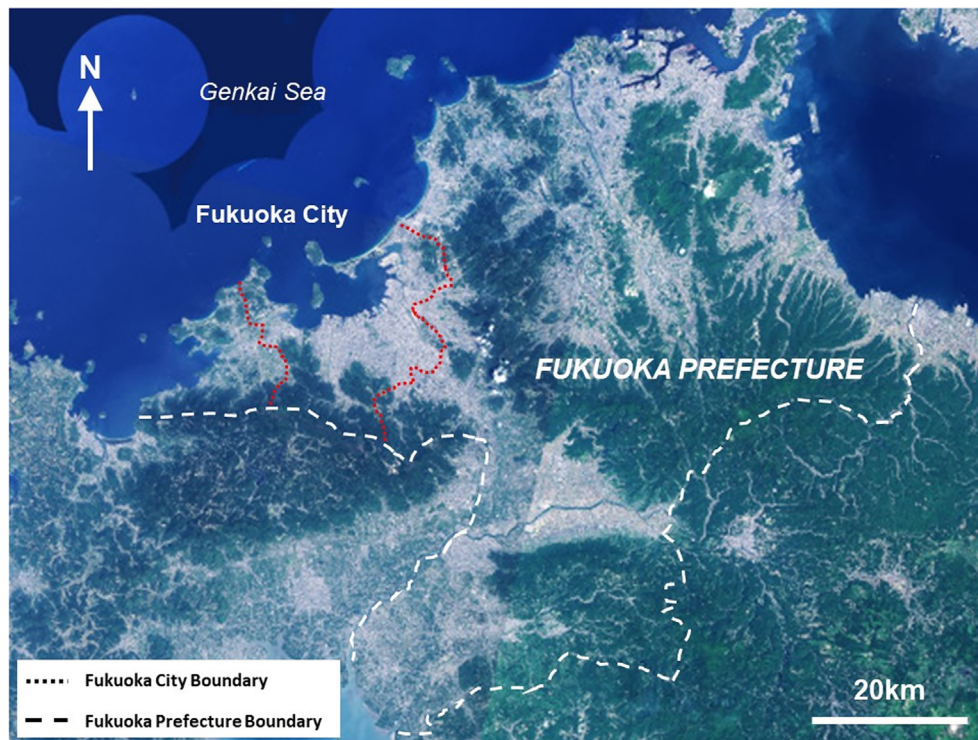 N
Genkai Sea
Fukuoka City
FUKUOKA PREFECTURE
Fukuoka City Boundary
Fukuoka Prefecture Boundary
20km